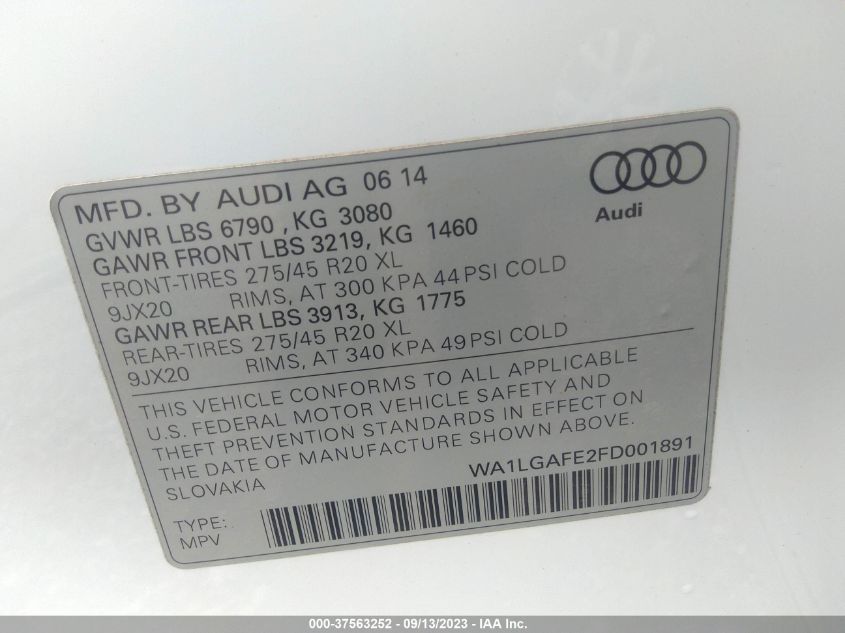 MFD. BY AUDI AG 06 14
Audi
GVWR LBS 6790 , KG 3080
GAWR FRONT LBS 3219, KG 1460
FRONT-TIRES 275/45 R20 XL
9JX20 RIMS, AT 300 KPA 44 PSI COLD
GAWR REAR LBS 3913, KG 1775
REAR-TIRES 275/45 R20 XL
9JX20 RIMS, AT 340 KPA 49 PSI COLD
THIS VEHICLE CONFORMS TO ALL APPLICABLE
U.S. FEDERAL MOTOR VEHICLE SAFETY AND
THEFT PREVENTION STANDARDS IN EFFECT ON
THE DATE OF MANUFACTURE SHOWN ABOVE.
SLOVAKIA WA1LGAFE2FD001891
TYPE:
MPV
000-37563252 - 09/13/2023 - IAA Inc.